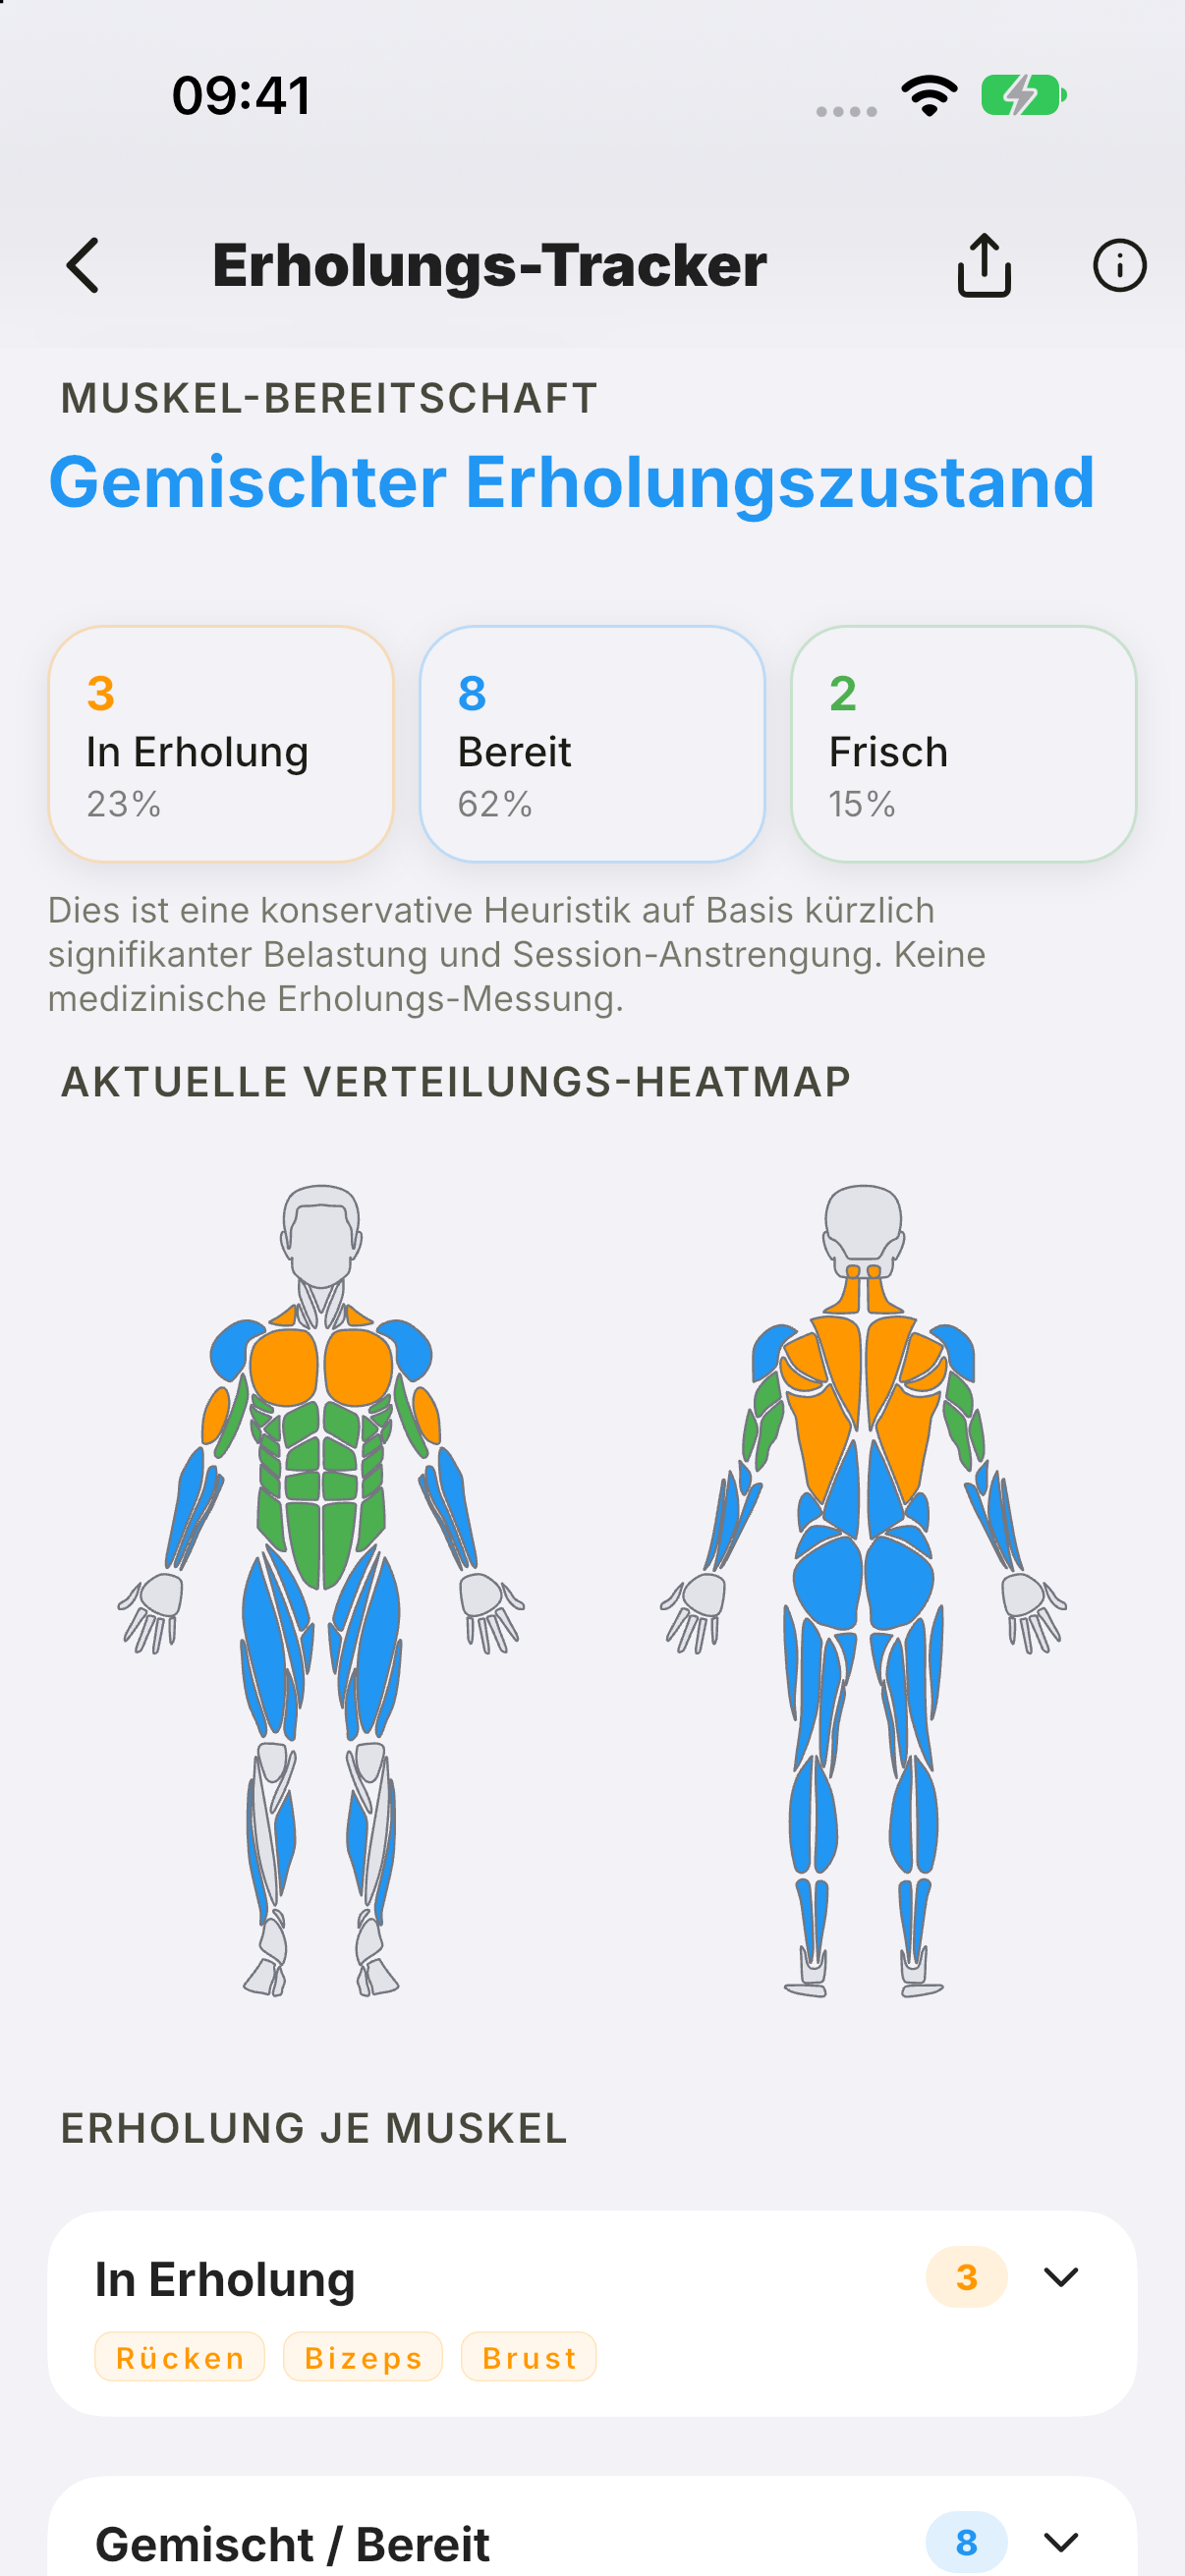 09:41
Erholungs-Tracker
MUSKEL-BEREITSCHAFT
Gemischter Erholungszustand
3
In Erholung
23%
8
Bereit
62%
2
Frisch
15%
Dies ist eine konservative Heuristik auf Basis kürzlich
signifikanter Belastung und Session-Anstrengung. Keine
medizinische Erholungs-Messung.
AKTUELLE VERTEILUNGS-HEATMAP
ERHOLUNG JE MUSKEL
In Erholung 3
Rücken Bizeps Brust
Gemischt / Bereit 8